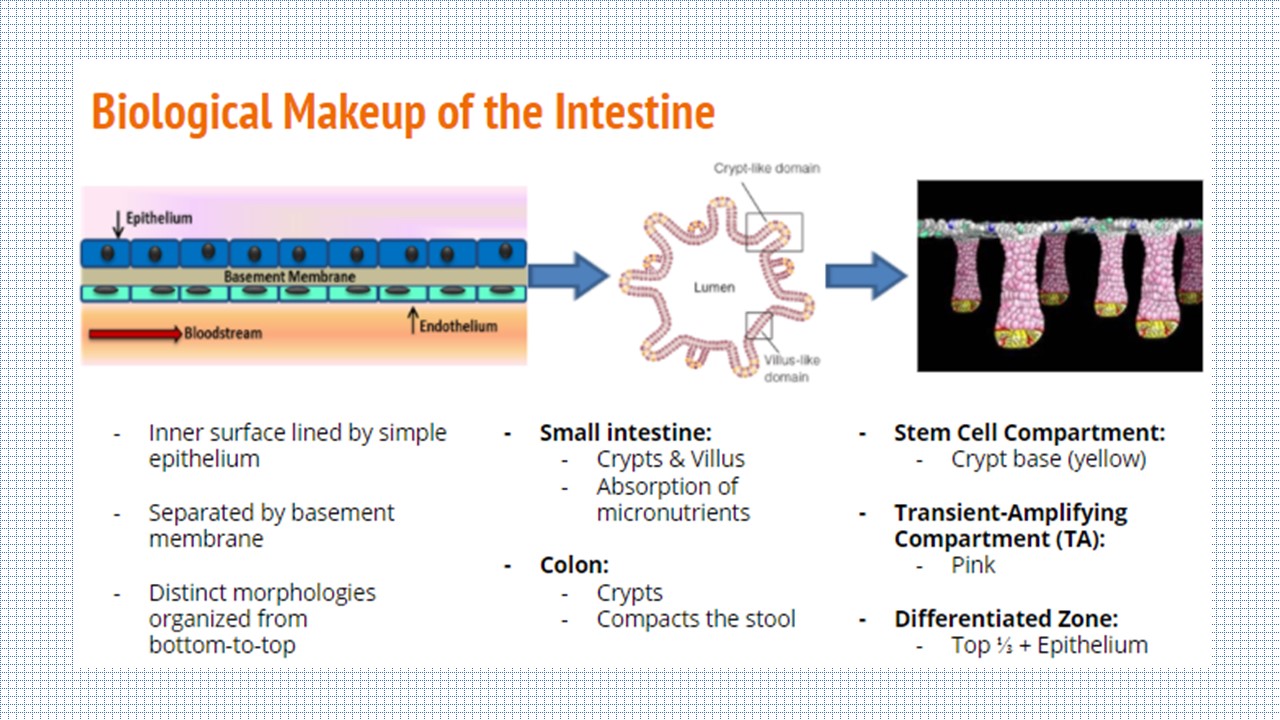 Biological Makeup of the Intestine
Epithelium
Basement Membrane
Bloodstream
Endothelium
Crypt-like domain
Lumen
Villus-like
domain
- Inner surface lined by simple
epithelium
- Separated by basement
membrane
- Distinct morphologies
organized from
bottom-to-top
- Small intestine:
- Crypts & Villus
- Absorption of
micronutrients
- Colon:
- Crypts
- Compacts the stool
- Stem Cell Compartment:
- Crypt base (yellow)
- Transient-Amplifying
Compartment (TA):
- Pink
- Differentiated Zone:
- Top ⅓ + Epithelium